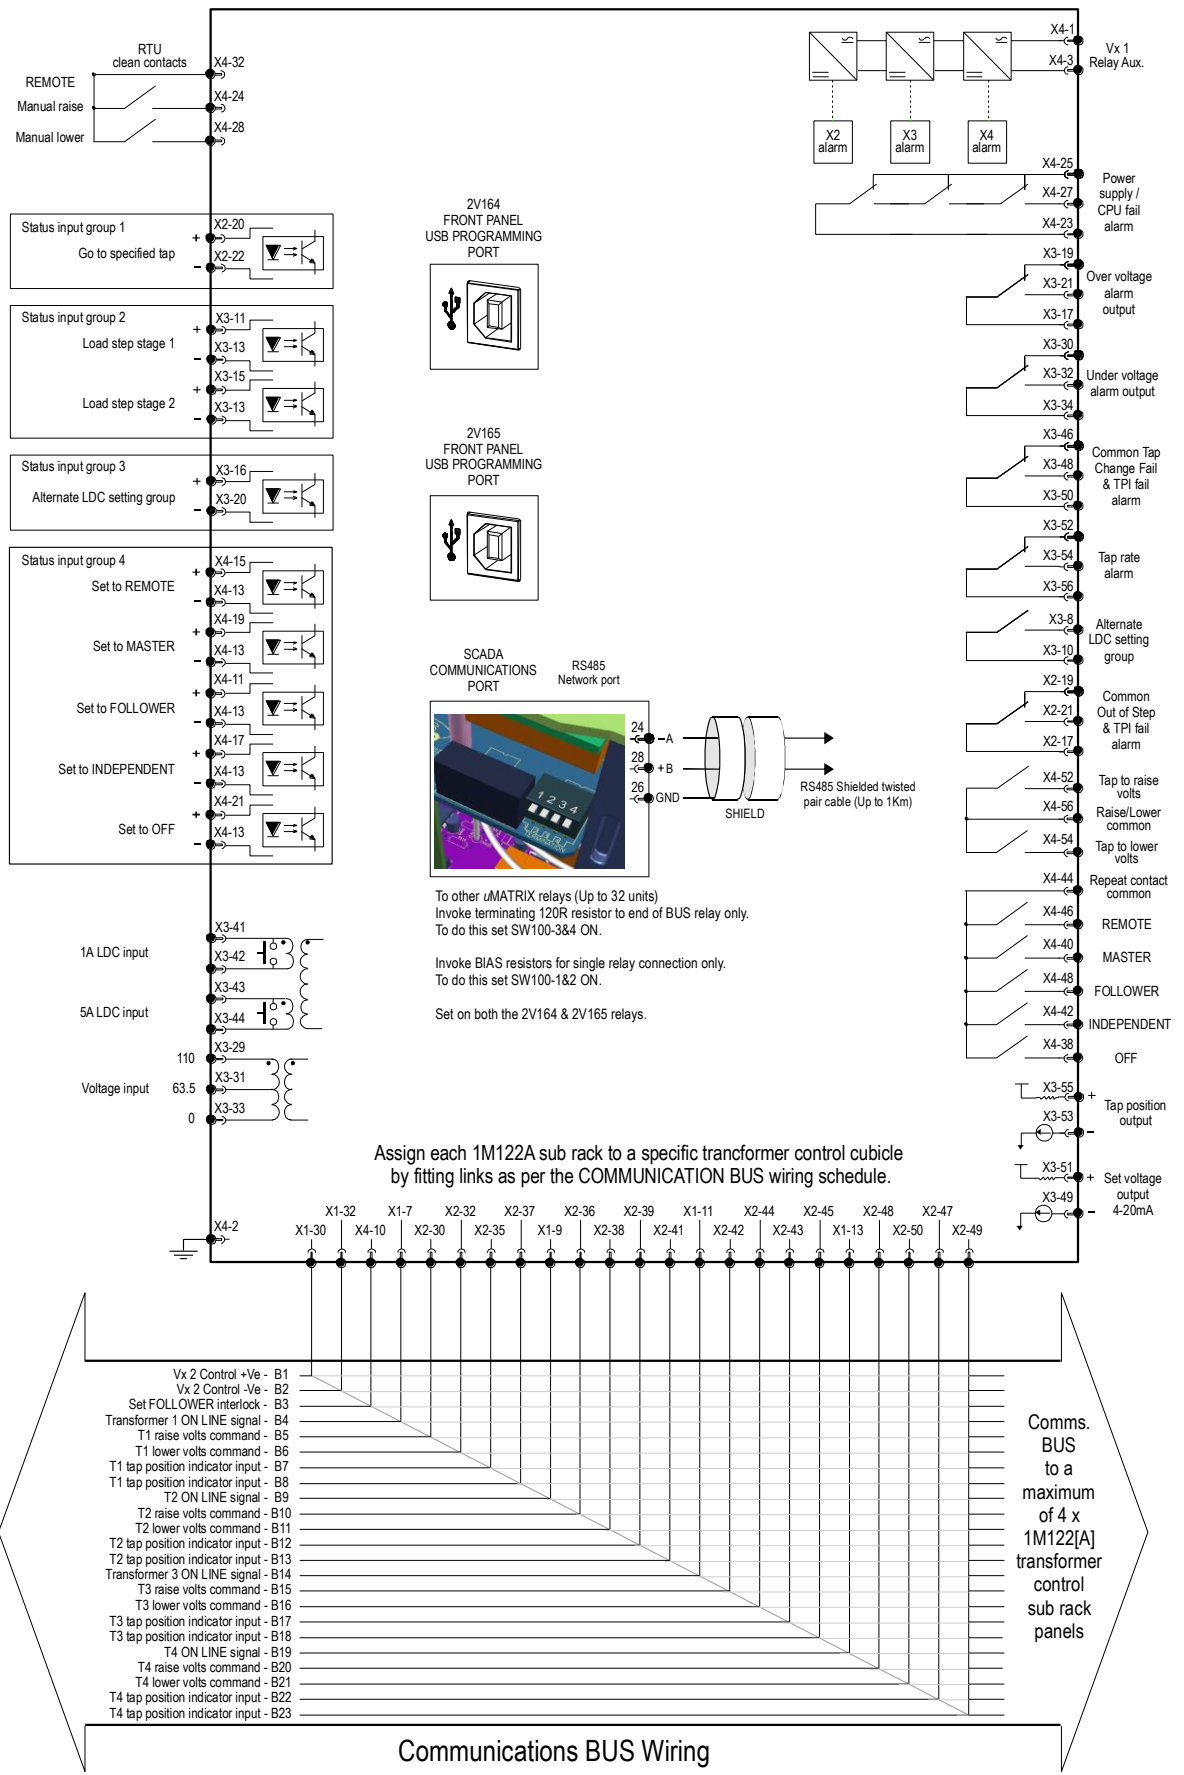 RTU
clean contacts
X4-32
REMOTE
X4-24
Manual raise
X4-28
Manual lower
Status input group 1
X2-20
+
Go to specified tap
X2-22
−
Status input group 2
X3-11
+
Load step stage 1
X3-13
−
X3-15
+
Load step stage 2
X3-13
−
Status input group 3
X3-16
+
Alternate LDC setting group
X3-20
−
Status input group 4
X4-15
+
Set to REMOTE
X4-13
−
X4-19
+
Set to MASTER
X4-13
−
X4-11
+
Set to FOLLOWER
X4-13
−
X4-17
+
Set to INDEPENDENT
X4-13
−
X4-21
+
Set to OFF
X4-13
−
X3-41
1A LDC input
X3-42
X3-43
5A LDC input
X3-44
X3-29
110
X3-31
Voltage input 63.5
X3-33
0
X4-2
2V164
FRONT PANEL
USB PROGRAMMING
PORT
2V165
FRONT PANEL
USB PROGRAMMING
PORT
SCADA
COMMUNICATIONS
PORT
RS485
Network port
1 2 3 4
24
−A
28
+B
26
GND
SHIELD
RS485 Shielded twisted
pair cable (Up to 1Km)
To other uMATRIX relays (Up to 32 units)
Invoke terminating 120R resistor to end of BUS relay only.
To do this set SW100-3&4 ON.
Invoke BIAS resistors for single relay connection only.
To do this set SW100-1&2 ON.
Set on both the 2V164 & 2V165 relays.
X4-1
X4-3
Vx 1
Relay Aux.
X2
alarm
X3
alarm
X4
alarm
X4-25
X4-27
X4-23
Power
supply /
CPU fail
alarm
X3-19
X3-21
X3-17
Over voltage
alarm
output
X3-30
X3-32
X3-34
Under voltage
alarm output
X3-46
X3-48
X3-50
Common Tap
Change Fail
& TPI fail
alarm
X3-52
X3-54
X3-56
Tap rate
alarm
X3-8
X3-10
Alternate
LDC setting
group
X2-19
X2-21
X2-17
Common
Out of Step
& TPI fail
alarm
X4-52
Tap to raise
volts
X4-56
Raise/Lower
common
X4-54
Tap to lower
volts
X4-44
Repeat contact
common
X4-46
REMOTE
X4-40
MASTER
X4-48
FOLLOWER
X4-42
INDEPENDENT
X4-38
OFF
X3-55
+
X3-53
−
Tap position
output
X3-51
+
X3-49
−
Set voltage
output
4-20mA
Assign each 1M122A sub rack to a specific trancformer control cubicle
by fitting links as per the COMMUNICATION BUS wiring schedule.
X1-32 X1-7 X2-32 X2-37 X2-36 X2-39 X1-11 X2-44 X2-45 X2-48 X2-47
X1-30 X4-10 X2-30 X2-35 X1-9 X2-38 X2-41 X2-42 X2-43 X1-13 X2-50 X2-49
Vx 2 Control +Ve - B1
Vx 2 Control -Ve - B2
Set FOLLOWER interlock - B3
Transformer 1 ON LINE signal - B4
T1 raise volts command - B5
T1 lower volts command - B6
T1 tap position indicator input - B7
T1 tap position indicator input - B8
T2 ON LINE signal - B9
T2 raise volts command - B10
T2 lower volts command - B11
T2 tap position indicator input - B12
T2 tap position indicator input - B13
Transformer 3 ON LINE signal - B14
T3 raise volts command - B15
T3 lower volts command - B16
T3 tap position indicator input - B17
T3 tap position indicator input - B18
T4 ON LINE signal - B19
T4 raise volts command - B20
T4 lower volts command - B21
T4 tap position indicator input - B22
T4 tap position indicator input - B23
Comms.
BUS
to a
maximum
of 4 x
1M122[A]
transformer
control
sub rack
panels
Communications BUS Wiring